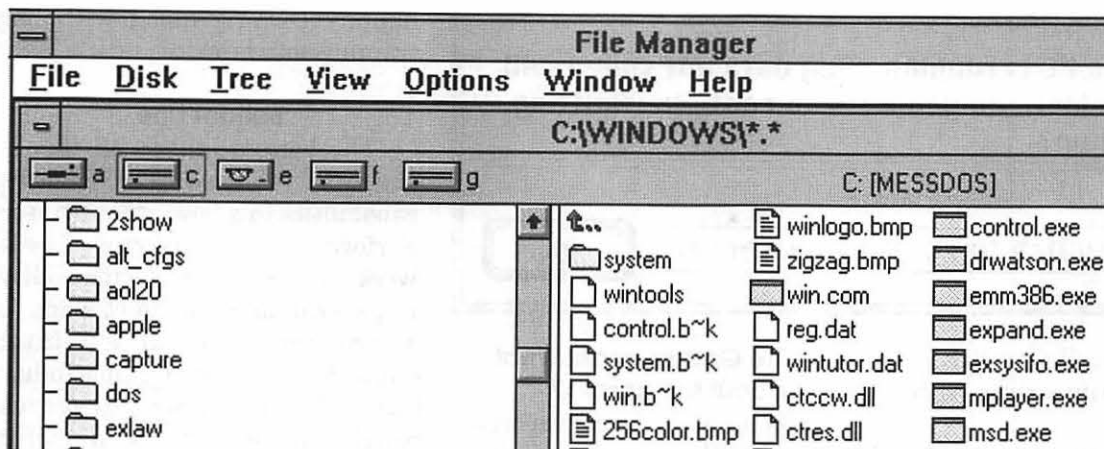 File Manager
File Disk Tree View Options Window Help
C:\WINDOWS\*.*
a c e f g
C: [MESSDOS]
2show
alt_cfgs
aol20
apple
capture
dos
exlaw
system
wintools
control.b~k
system.b~k
win.b~k
256color.bmp
winlogo.bmp
zigzag.bmp
win.com
reg.dat
wintutor.dat
ctccw.dll
ctres.dll
control.exe
drwatson.exe
emm386.exe
expand.exe
exsysifo.exe
mplayer.exe
msd.exe